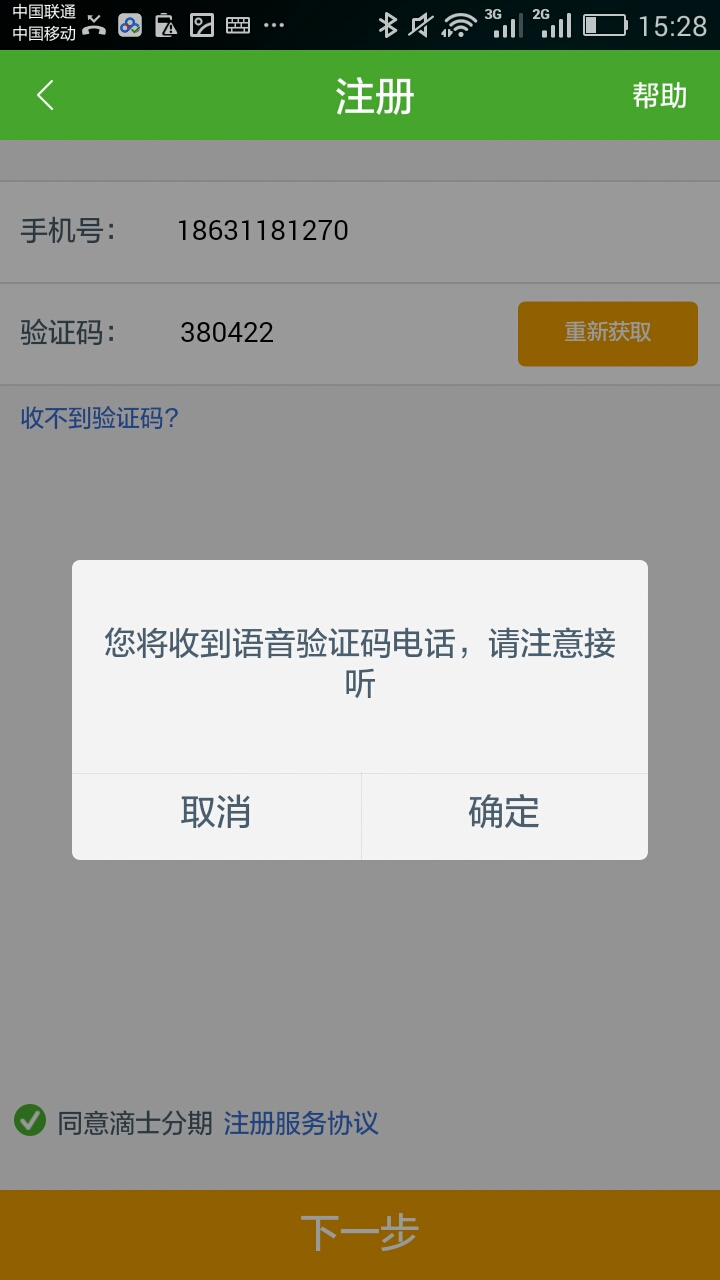 中国联通
中国移动
3G
2G
15:28
注册
帮助
手机号：
18631181270
验证码：
380422
重新获取
收不到验证码?
您将收到语音验证码电话，请注意接
听
取消
确定
同意滴士分期 注册服务协议
下一步